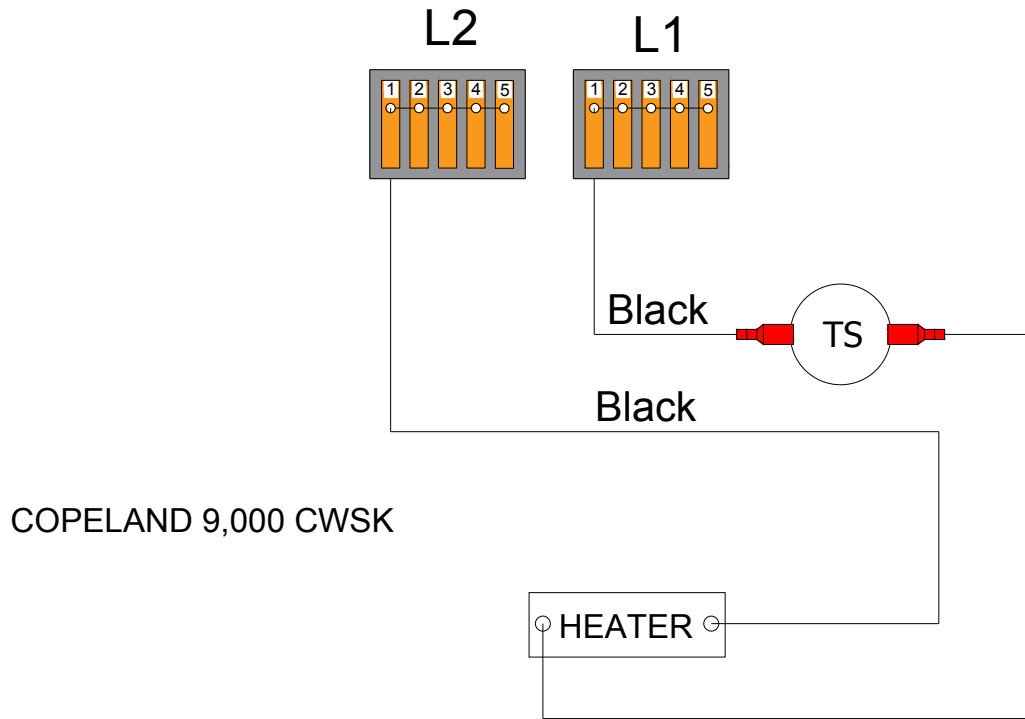 L2 L1
1 2 3 4 5 1 2 3 4 5
Black
TS
Black
COPELAND 9,000 CWSK
HEATER